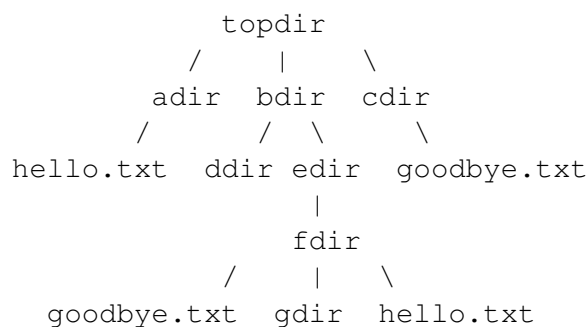 topdir
/ | \
adir bdir cdir
/ / \ \
hello.txt ddir edir goodbye.txt
|
fdir
/ | \
goodbye.txt gdir hello.txt